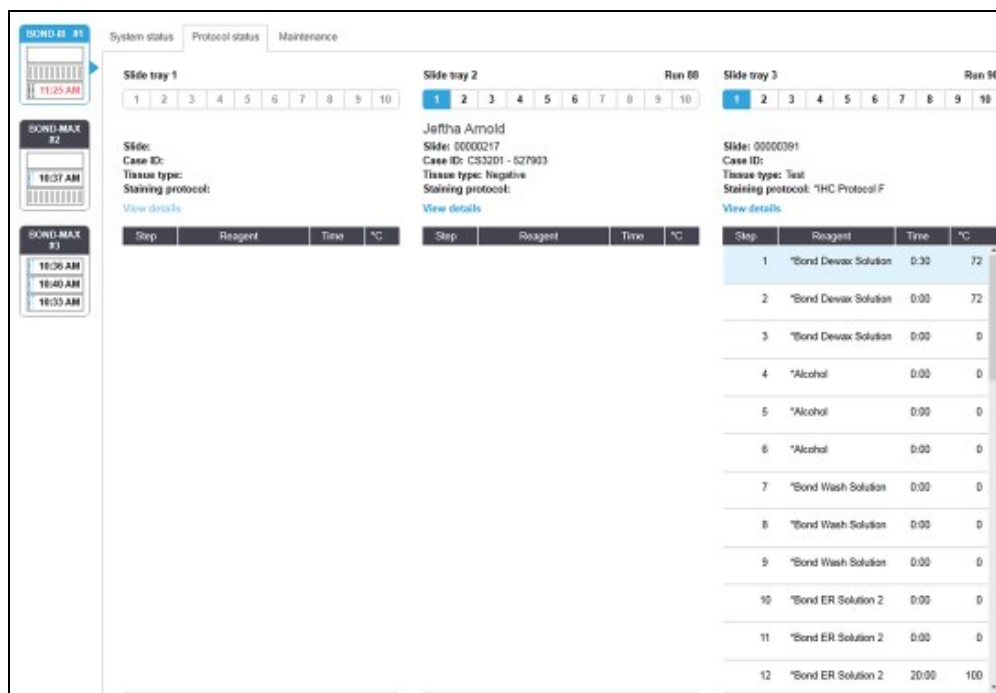 BOND-III #1
11:25 AM
BOND-MAX
#2
10:37 AM
BOND-MAX
#3
10:36 AM
10:40 AM
10:33 AM
System status Protocol status Maintenance
Slide tray 1
1 2 3 4 5 6 7 8 9 10
Slide:
Case ID:
Tissue type:
Staining protocol:
View details
Step Reagent Time °C
Slide tray 2 Run 88
1 2 3 4 5 6 7 8 9 10
Jeftha Arnold
Slide: 00000217
Case ID: CS3201 - 527903
Tissue type: Negative
Staining protocol:
View details
Step Reagent Time °C
Slide tray 3 Run 90
1 2 3 4 5 6 7 8 9 10
Slide: 00000391
Case ID:
Tissue type: Test
Staining protocol: *IHC Protocol F
View details
Step Reagent Time °C
1 *Bond Dewax Solution 0:30 72
2 *Bond Dewax Solution 0:00 72
3 *Bond Dewax Solution 0:00 0
4 *Alcohol 0:00 0
5 *Alcohol 0:00 0
6 *Alcohol 0:00 0
7 *Bond Wash Solution 0:00 0
8 *Bond Wash Solution 0:00 0
9 *Bond Wash Solution 0:00 0
10 *Bond ER Solution 2 0:00 0
11 *Bond ER Solution 2 0:00 0
12 *Bond ER Solution 2 20:00 100